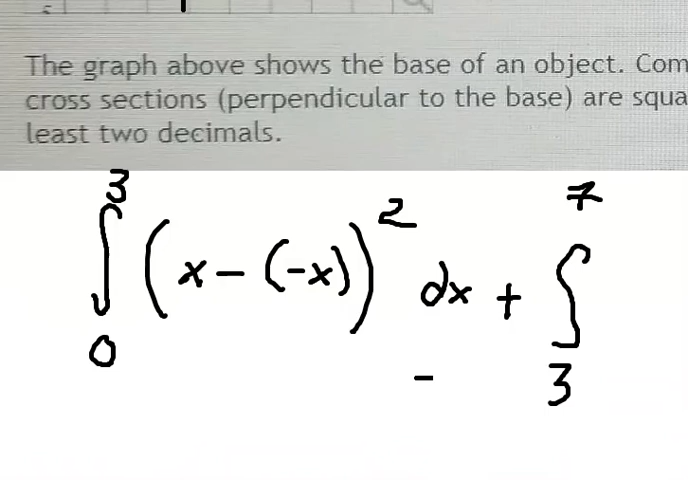 The graph above shows the base of an object. Com
cross sections (perpendicular to the base) are squa
least two decimals.
∫₀³ (x - (-x))² dx + ∫₃⁷
-